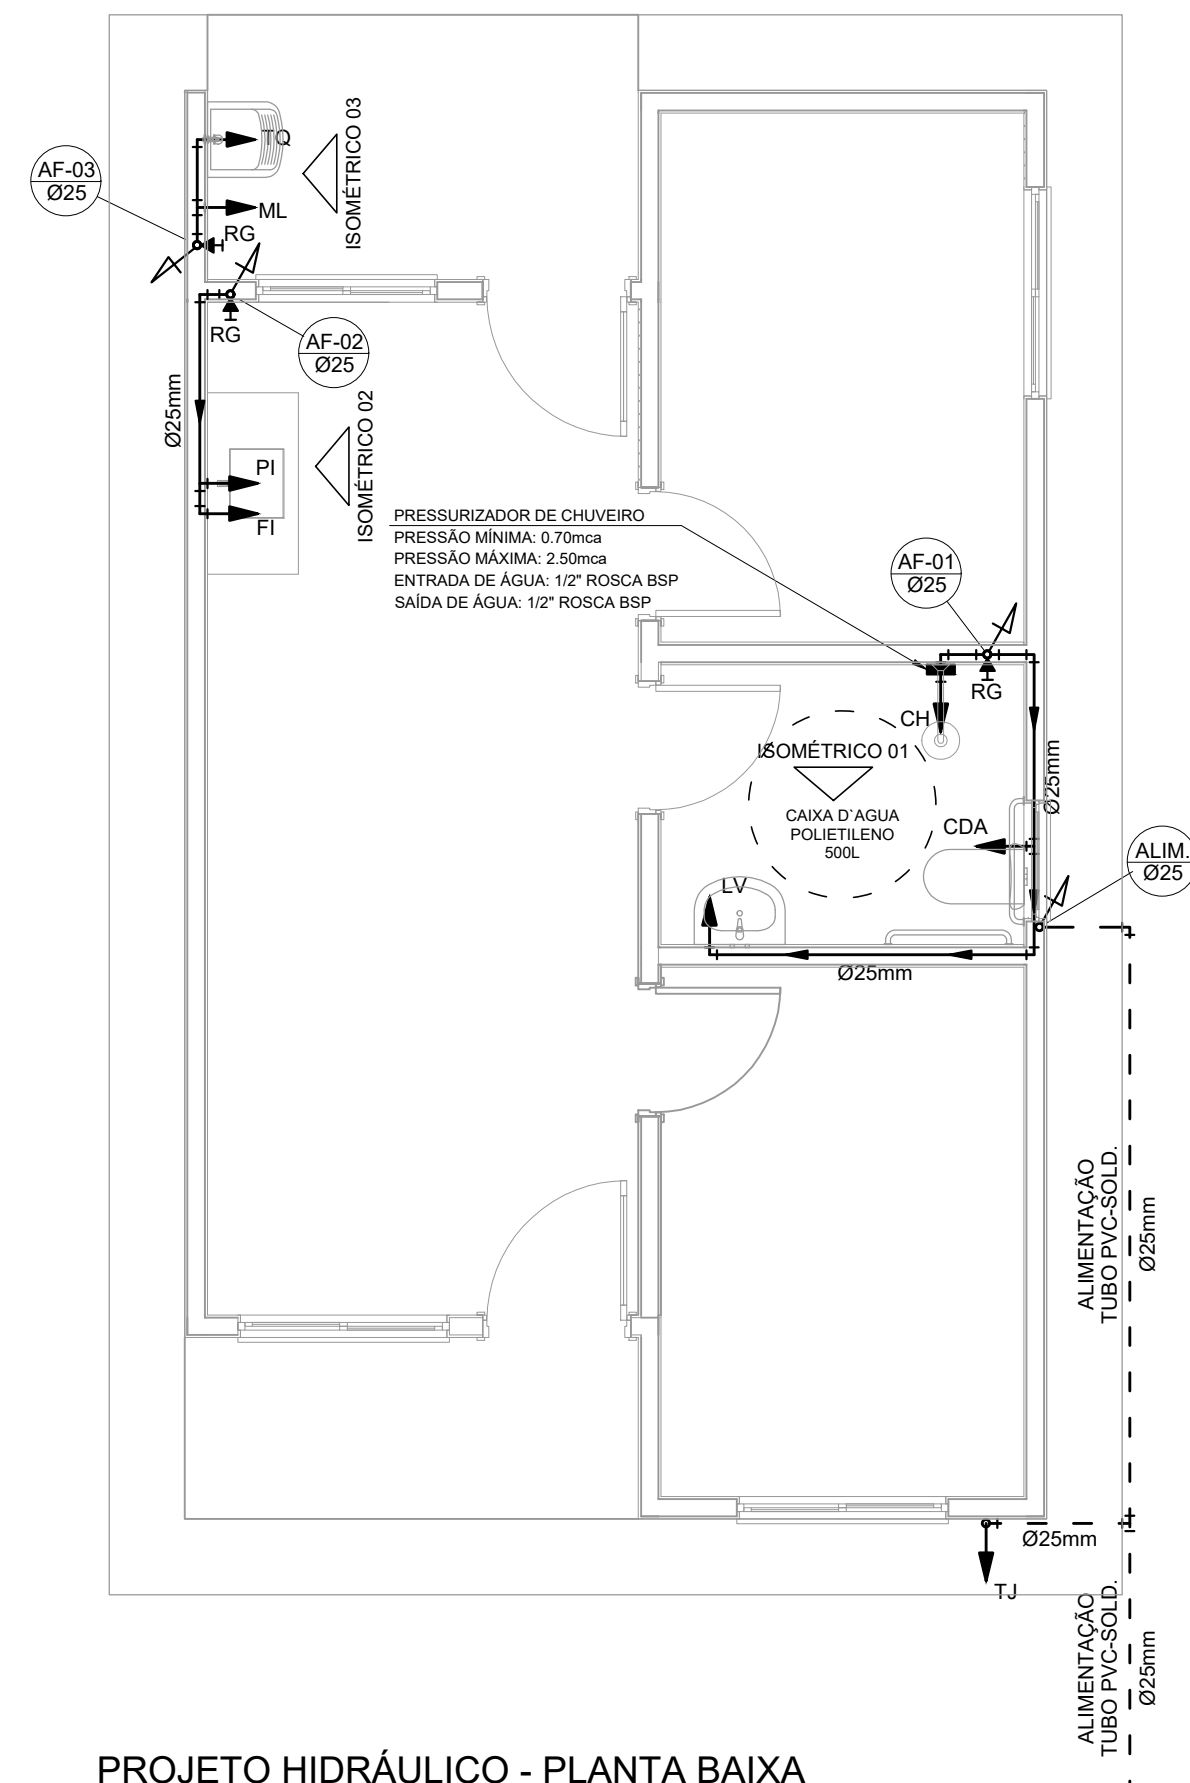 TQ
ISOMÉTRICO 03
AF-03
Ø25
ML
RG
RG
AF-02
Ø25
Ø25mm
ISOMÉTRICO 02
PI
FI
PRESSURIZADOR DE CHUVEIRO
PRESSÃO MÍNIMA: 0.70mca
PRESSÃO MÁXIMA: 2.50mca
ENTRADA DE ÁGUA: 1/2" ROSCA BSP
SAÍDA DE ÁGUA: 1/2" ROSCA BSP
AF-01
Ø25
RG
CH
ISOMÉTRICO 01
Ø25mm
CAIXA D`AGUA
POLIETILENO
500L
CDA
ALIM.
Ø25
LV
Ø25mm
ALIMENTAÇÃO
TUBO PVC-SOLD.
Ø25mm
Ø25mm
TJ
ALIMENTAÇÃO
TUBO PVC-SOLD.
Ø25mm
PROJETO HIDRÁULICO - PLANTA BAIXA